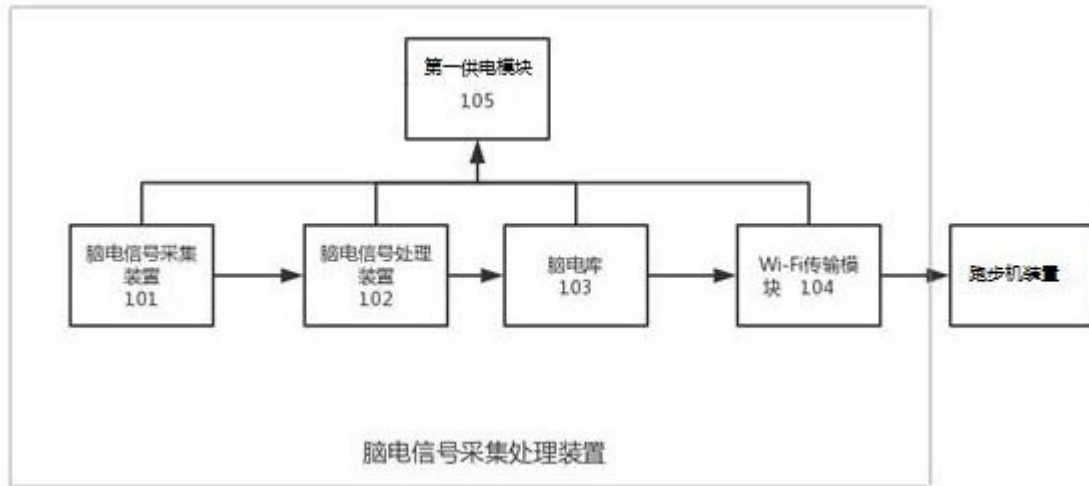 第一供电模块
105
脑电信号采集
装置
101
脑电信号处理
装置
102
脑电库
103
Wi-Fi传输模
块 104
跑步机装置
脑电信号采集处理装置